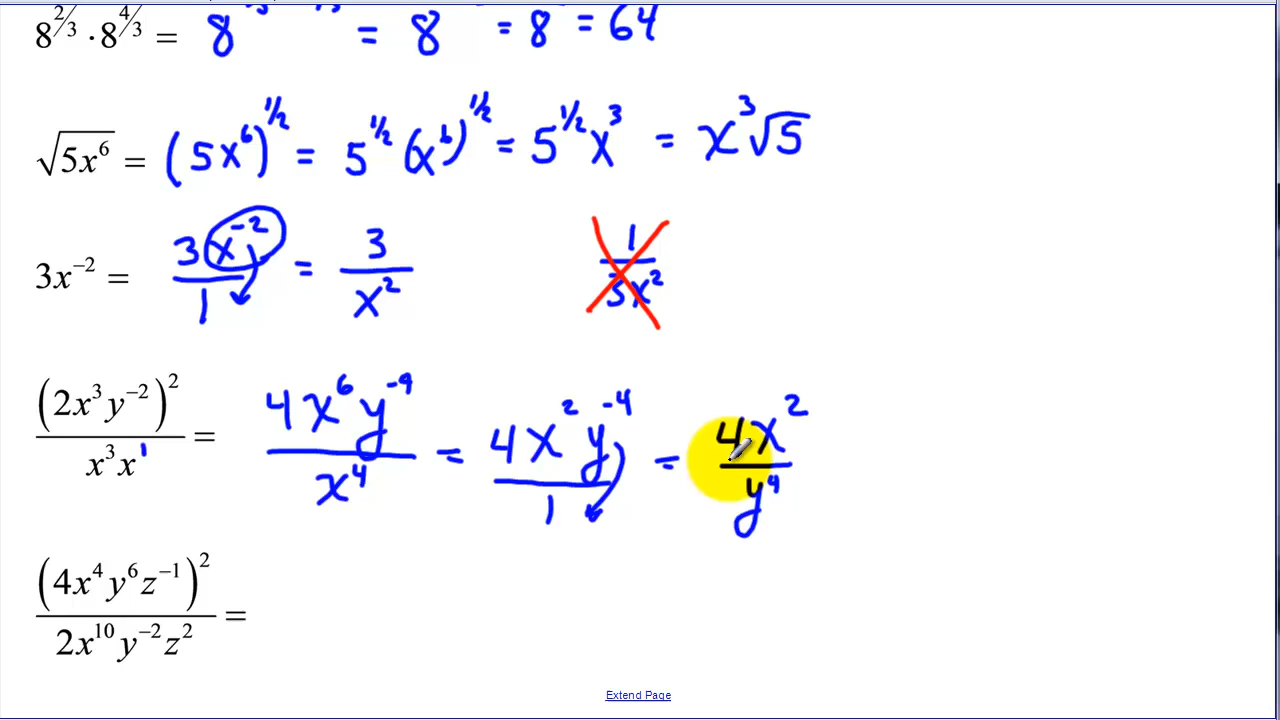 8^{2/3} · 8^{4/3} = 8 = 8 = 8 = 64
√(5x^6) = (5x^6)^{1/2} = 5^{1/2} (x^6)^{1/2} = 5^{1/2} x^3 = x^3 √5
3x^{-2} = 3x^{-2}/1 = 3/x^2 1/5x^2
(2x^3 y^{-2})^2 / x^3 x^1 = 4x^6 y^{-4} / x^4 = 4x^2 y^{-4} / 1 = 4x^2 / y^4
(4x^4 y^6 z^{-1})^2 / 2x^{10} y^{-2} z^2 =
Extend Page